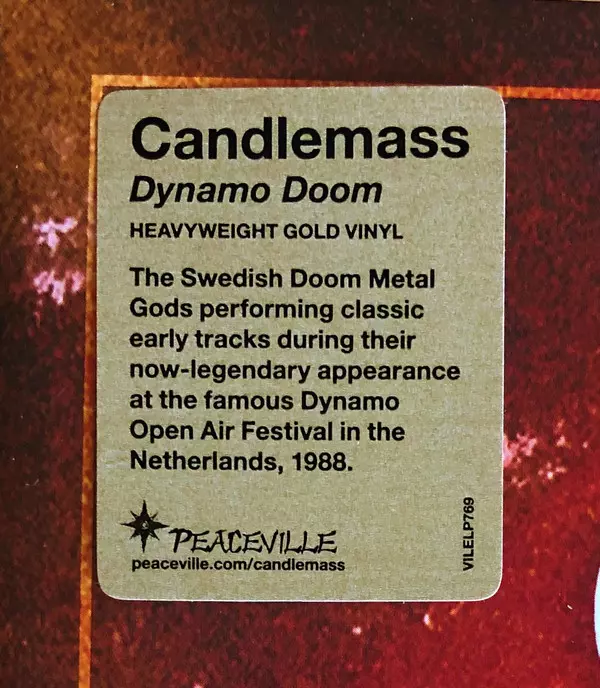 Candlemass
Dynamo Doom
HEAVYWEIGHT GOLD VINYL
The Swedish Doom Metal
Gods performing classic
early tracks during their
now-legendary appearance
at the famous Dynamo
Open Air Festival in the
Netherlands, 1988.
PEACEVILLE
peaceville.com/candlemass
VILELP769